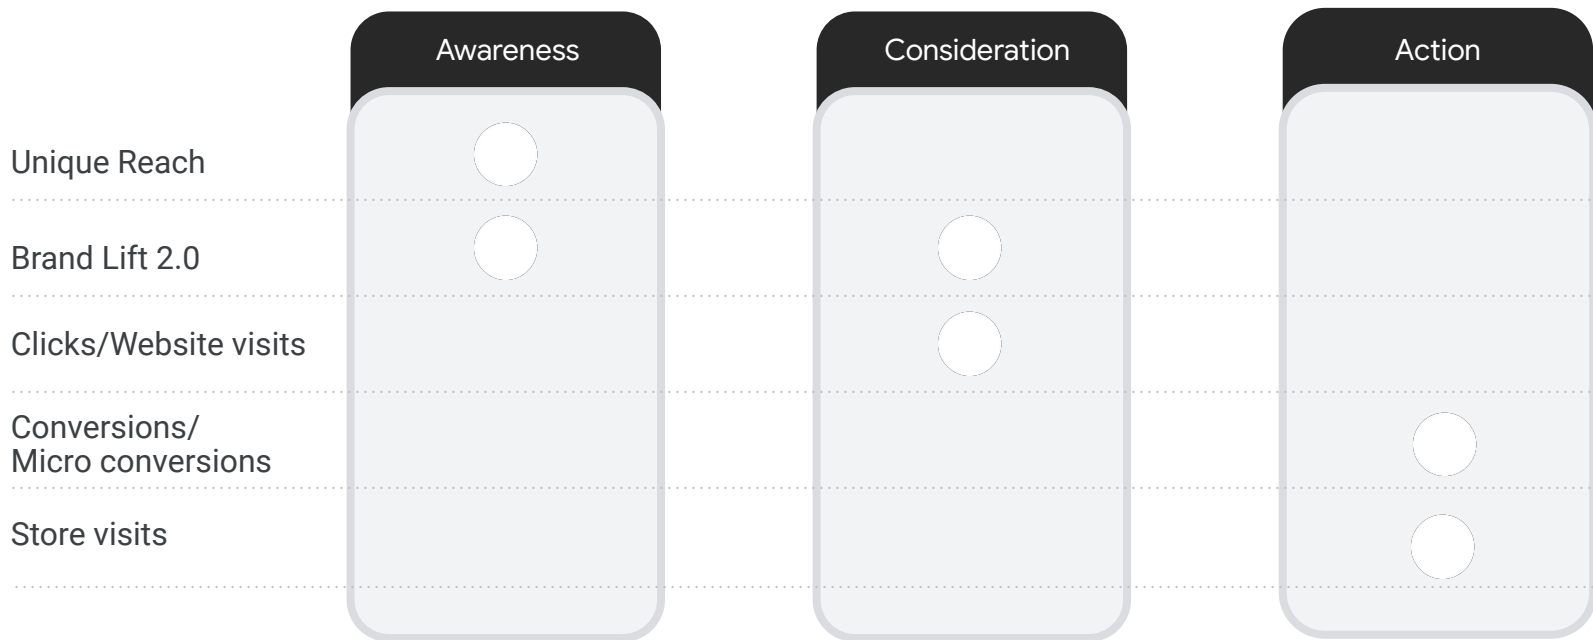 Awareness
Consideration
Action
Unique Reach
Brand Lift 2.0
Clicks/Website visits
Conversions/
Micro conversions
Store visits